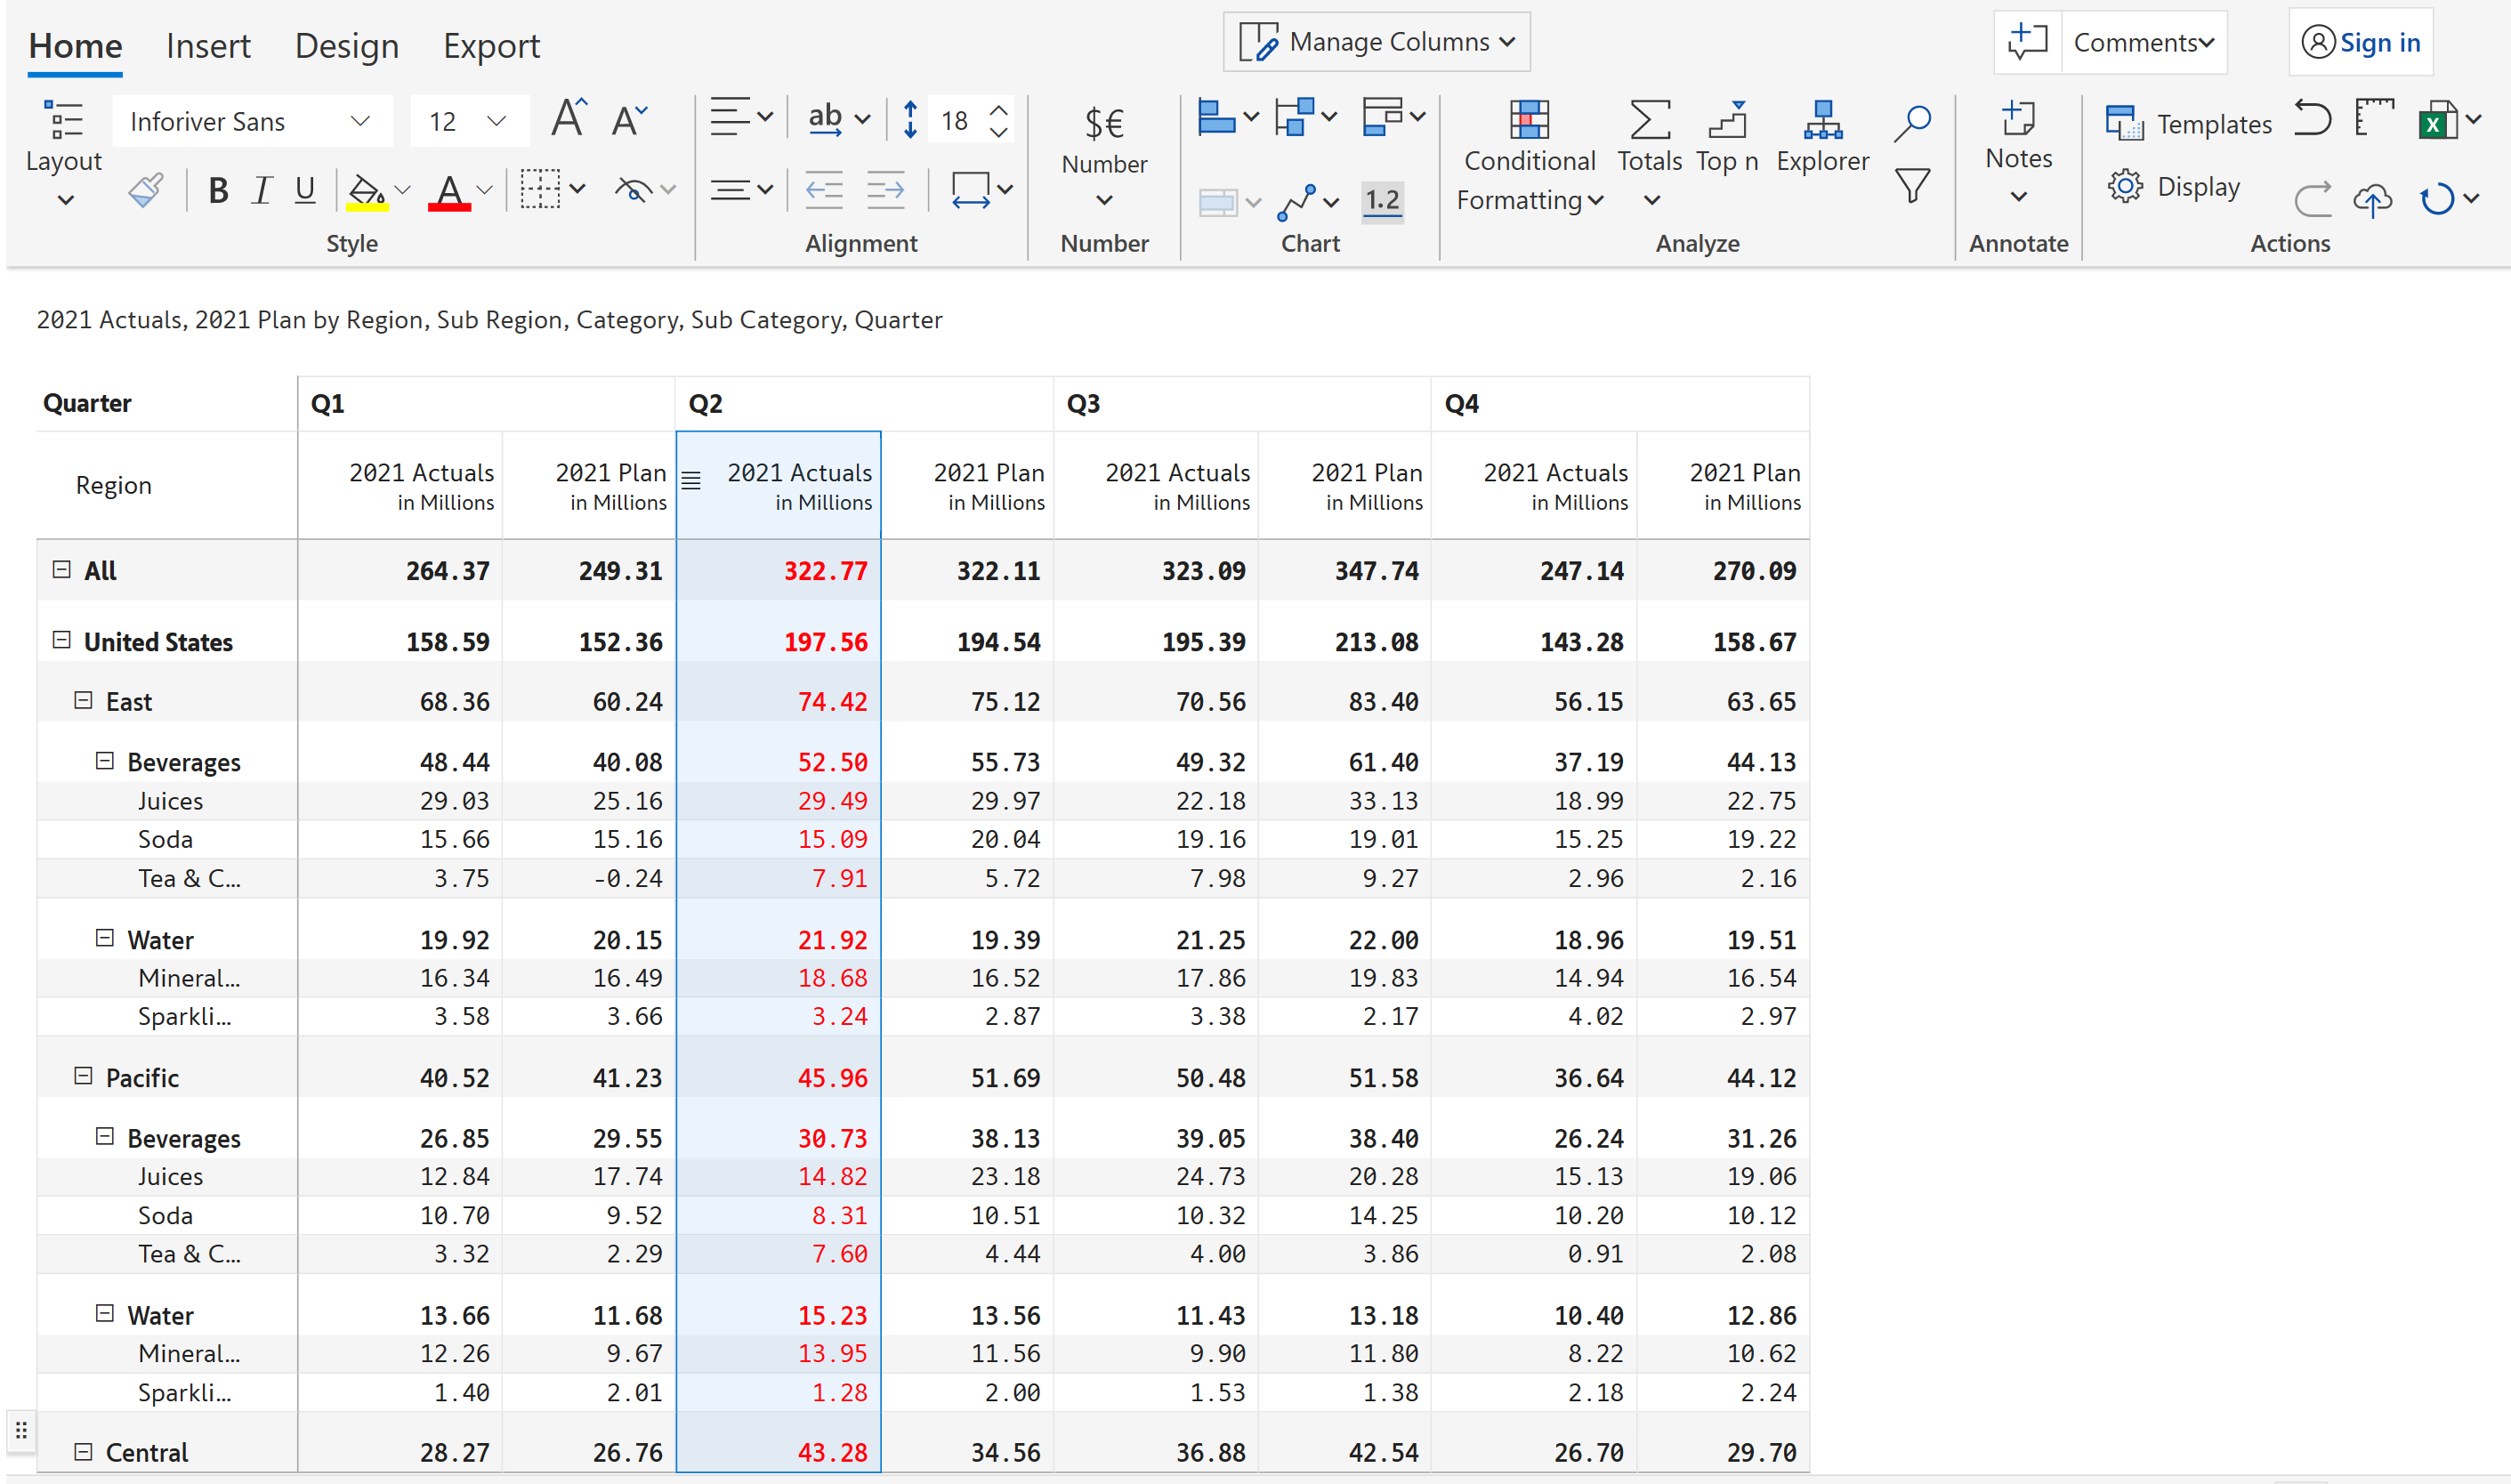 Home Insert Design Export Manage Columns Comments Sign in
Inforiver Sans 12 A A ab 18 $€ Templates
Layout Number Conditional Totals Top n Explorer Notes
B I U A 1.2 Formatting Display
Style Alignment Number Chart Analyze Annotate Actions
2021 Actuals, 2021 Plan by Region, Sub Region, Category, Sub Category, Quarter
Quarter Q1 Q2 Q3 Q4
Region 2021 Actuals 2021 Plan 2021 Actuals 2021 Plan 2021 Actuals 2021 Plan 2021 Actuals 2021 Plan
in Millions in Millions in Millions in Millions in Millions in Millions in Millions in Millions
All 264.37 249.31 322.77 322.11 323.09 347.74 247.14 270.09
United States 158.59 152.36 197.56 194.54 195.39 213.08 143.28 158.67
East 68.36 60.24 74.42 75.12 70.56 83.40 56.15 63.65
Beverages 48.44 40.08 52.50 55.73 49.32 61.40 37.19 44.13
Juices 29.03 25.16 29.49 29.97 22.18 33.13 18.99 22.75
Soda 15.66 15.16 15.09 20.04 19.16 19.01 15.25 19.22
Tea & C... 3.75 -0.24 7.91 5.72 7.98 9.27 2.96 2.16
Water 19.92 20.15 21.92 19.39 21.25 22.00 18.96 19.51
Mineral... 16.34 16.49 18.68 16.52 17.86 19.83 14.94 16.54
Sparkli... 3.58 3.66 3.24 2.87 3.38 2.17 4.02 2.97
Pacific 40.52 41.23 45.96 51.69 50.48 51.58 36.64 44.12
Beverages 26.85 29.55 30.73 38.13 39.05 38.40 26.24 31.26
Juices 12.84 17.74 14.82 23.18 24.73 20.28 15.13 19.06
Soda 10.70 9.52 8.31 10.51 10.32 14.25 10.20 10.12
Tea & C... 3.32 2.29 7.60 4.44 4.00 3.86 0.91 2.08
Water 13.66 11.68 15.23 13.56 11.43 13.18 10.40 12.86
Mineral... 12.26 9.67 13.95 11.56 9.90 11.80 8.22 10.62
Sparkli... 1.40 2.01 1.28 2.00 1.53 1.38 2.18 2.24
Central 28.27 26.76 43.28 34.56 36.88 42.54 26.70 29.70